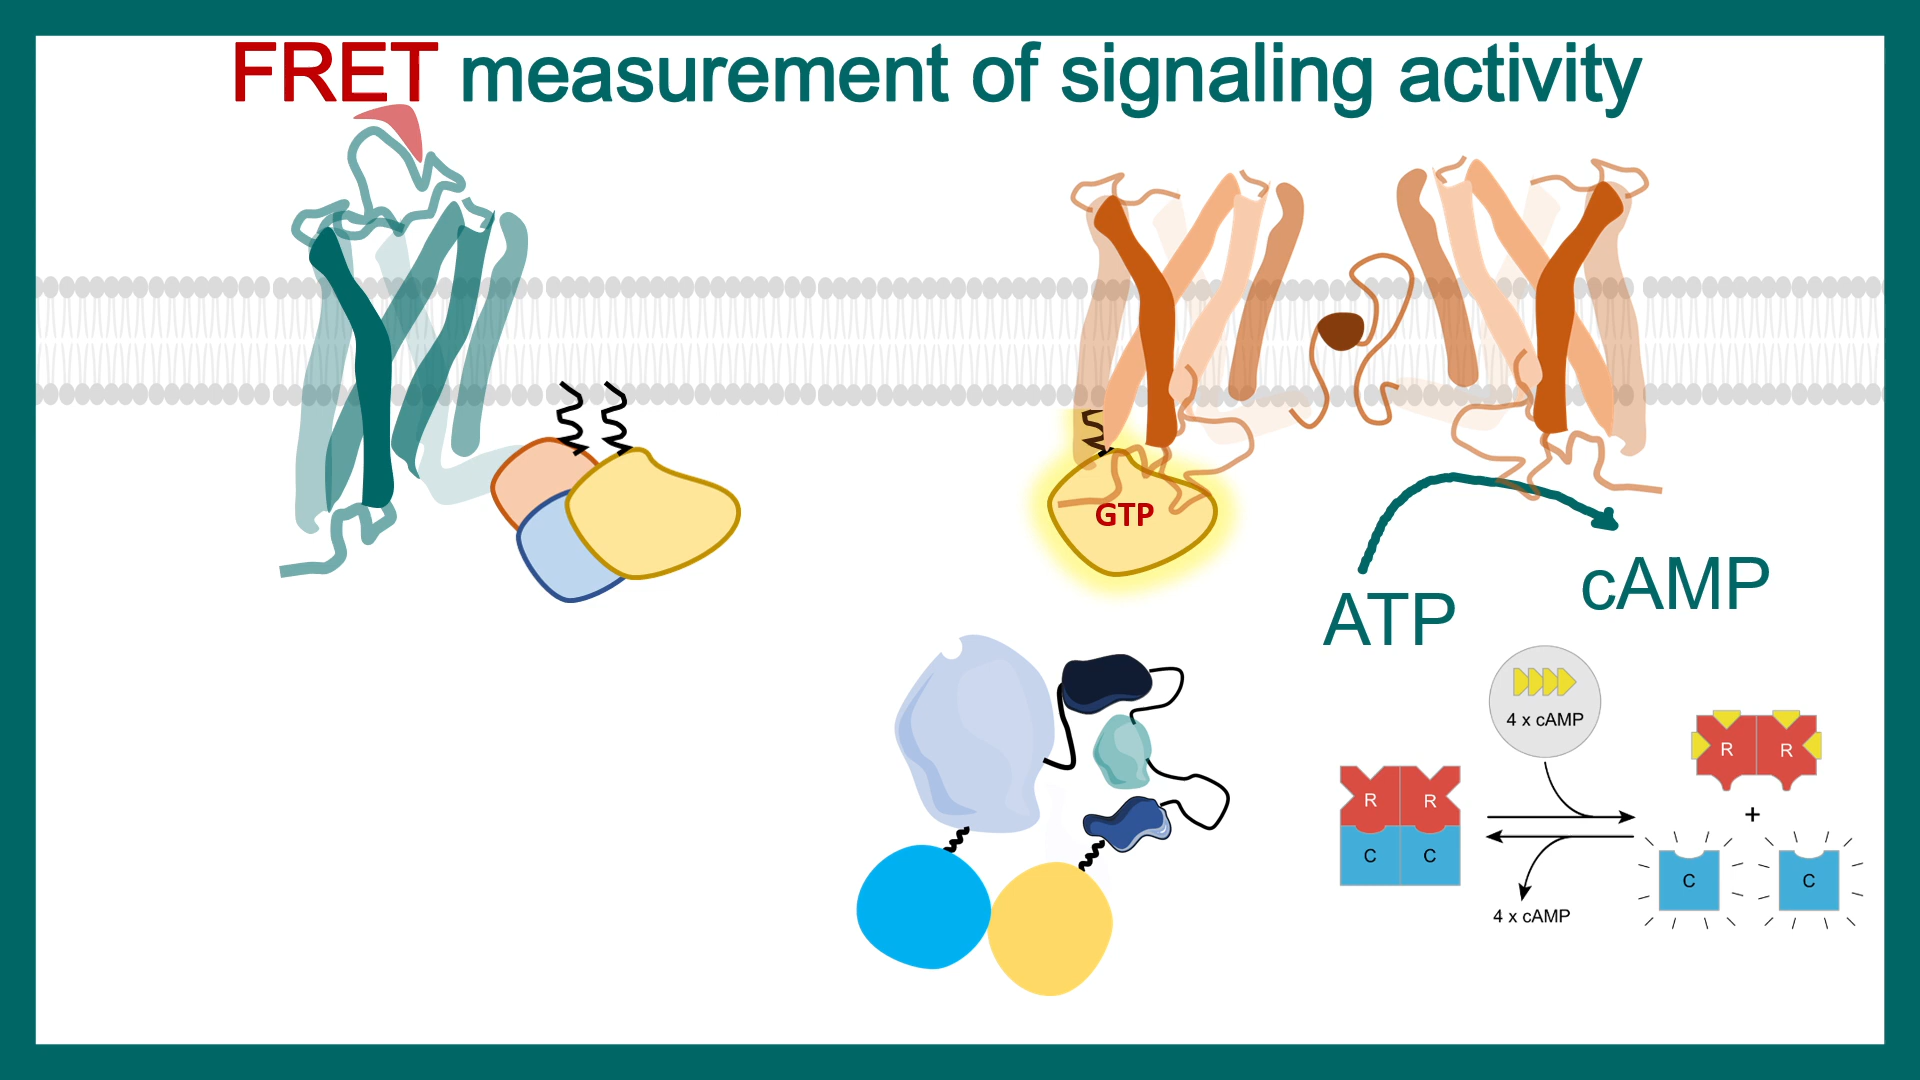 FRET measurement of signaling activity
GTP
ATP
cAMP
4 x cAMP
R R
C C
4 x cAMP
R R
+
C C